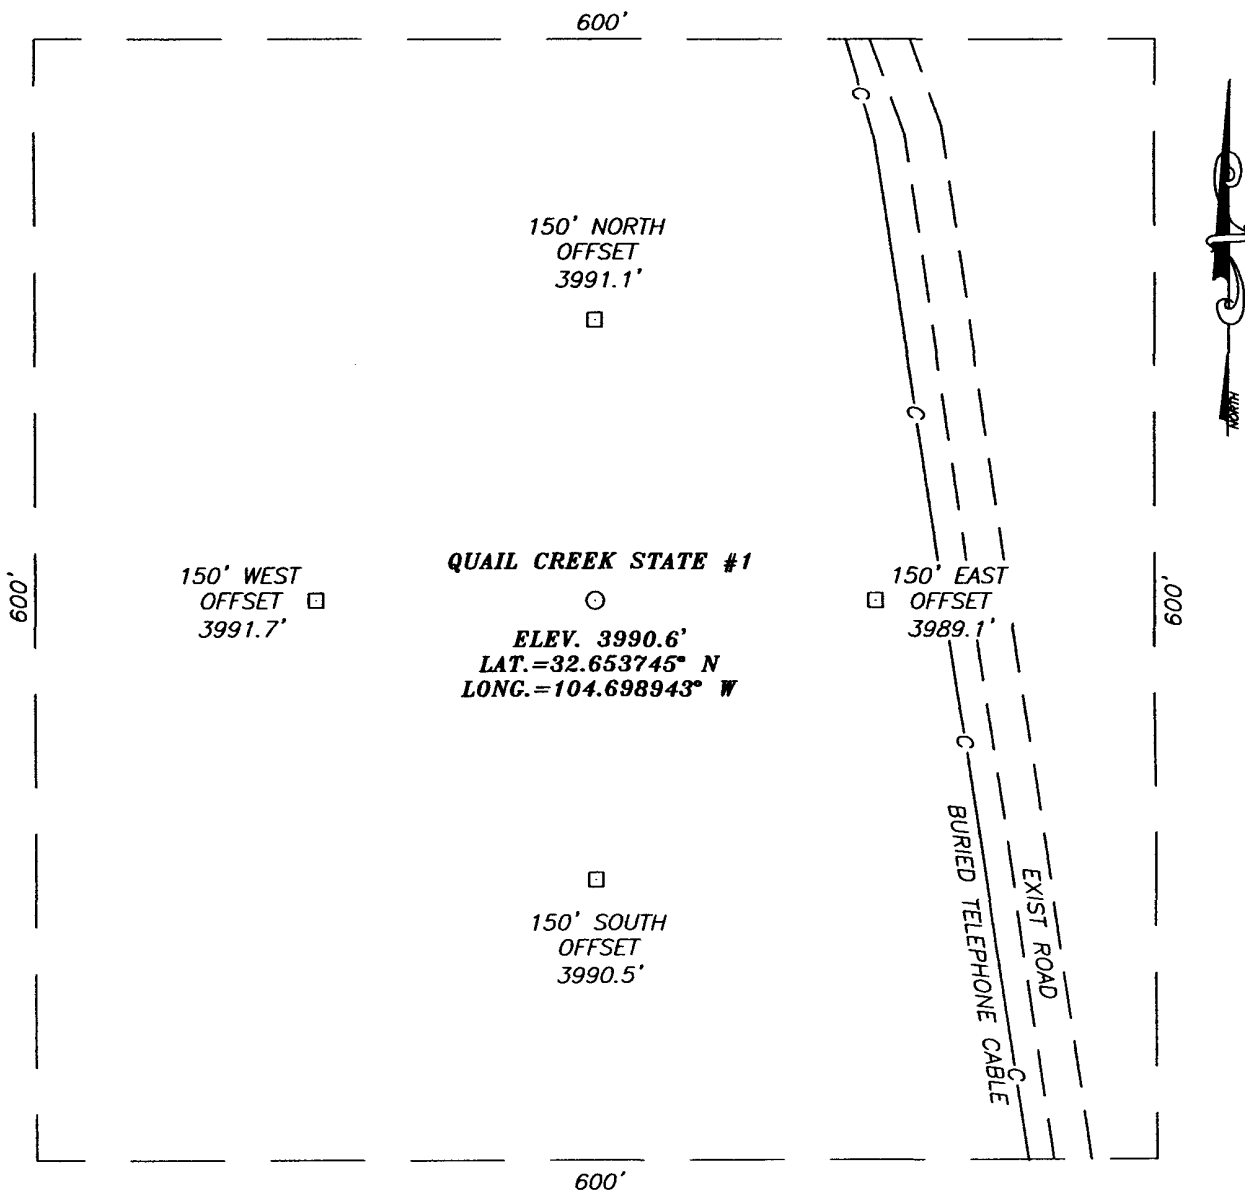 600'
C
150' NORTH
OFFSET
3991.1'
NORTH
C
QUAIL CREEK STATE #1
150' WEST
OFFSET
3991.7'
600'
150' EAST
OFFSET
3989.1'
600'
ELEV. 3990.6'
LAT.=32.653745° N
LONG.=104.698943° W
C
BURIED TELEPHONE CABLE
EXIST ROAD
150' SOUTH
OFFSET
3990.5'
C
600'